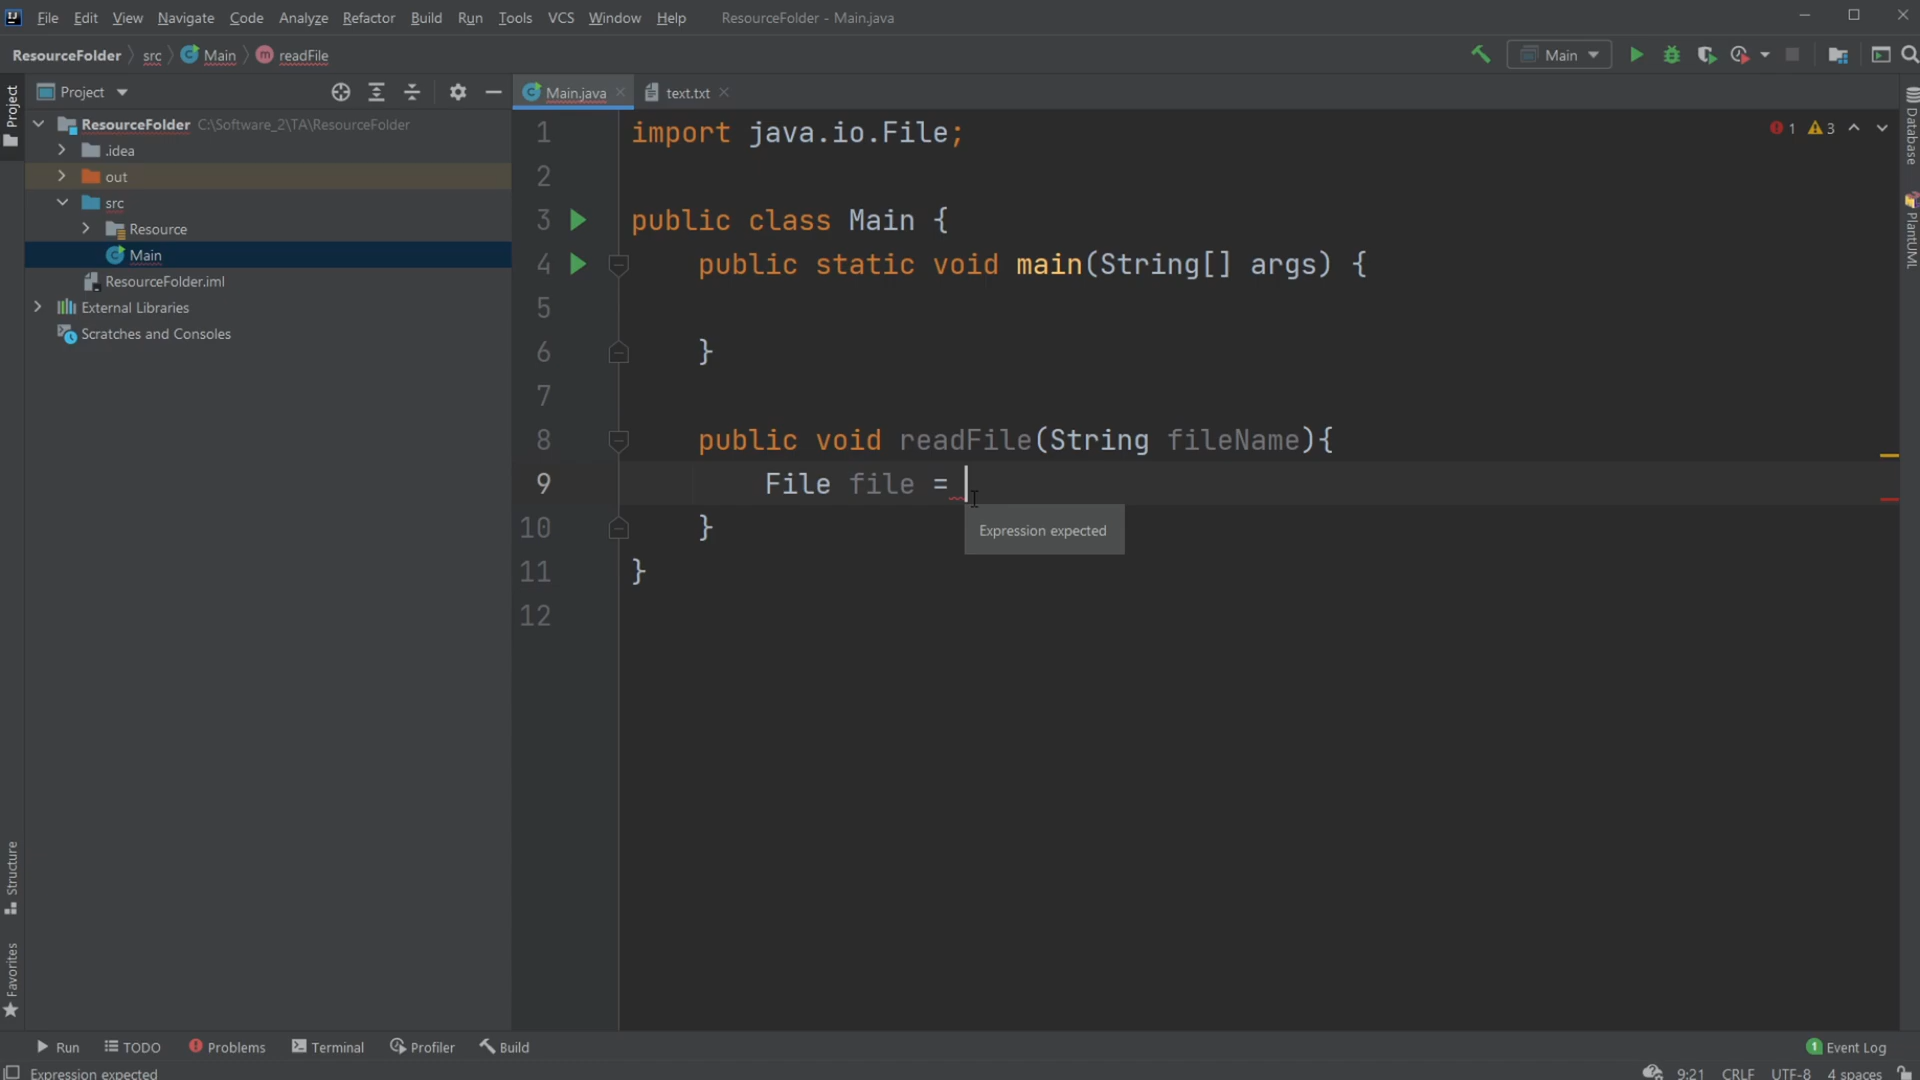 File Edit View Navigate Code Analyze Refactor Build Run Tools VCS Window Help ResourceFolder - Main.java
ResourceFolder src Main m readFile Main
Project
Project
Main.java
text.txt
ResourceFolder C:\Software_2\TA\ResourceFolder
.idea
out
src
Resource
Main
ResourceFolder.iml
External Libraries
Scratches and Consoles
1 import java.io.File;
1 3
2
3 public class Main {
4 public static void main(String[] args) {
5
6 }
7
8 public void readFile(String fileName){
9 File file =
Expression expected
10 }
11 }
12
Database
PlantUML
Structure
Favorites
Run TODO Problems Terminal Profiler Build 1 Event Log
Expression expected 9:21 CRLF UTF-8 4 spaces